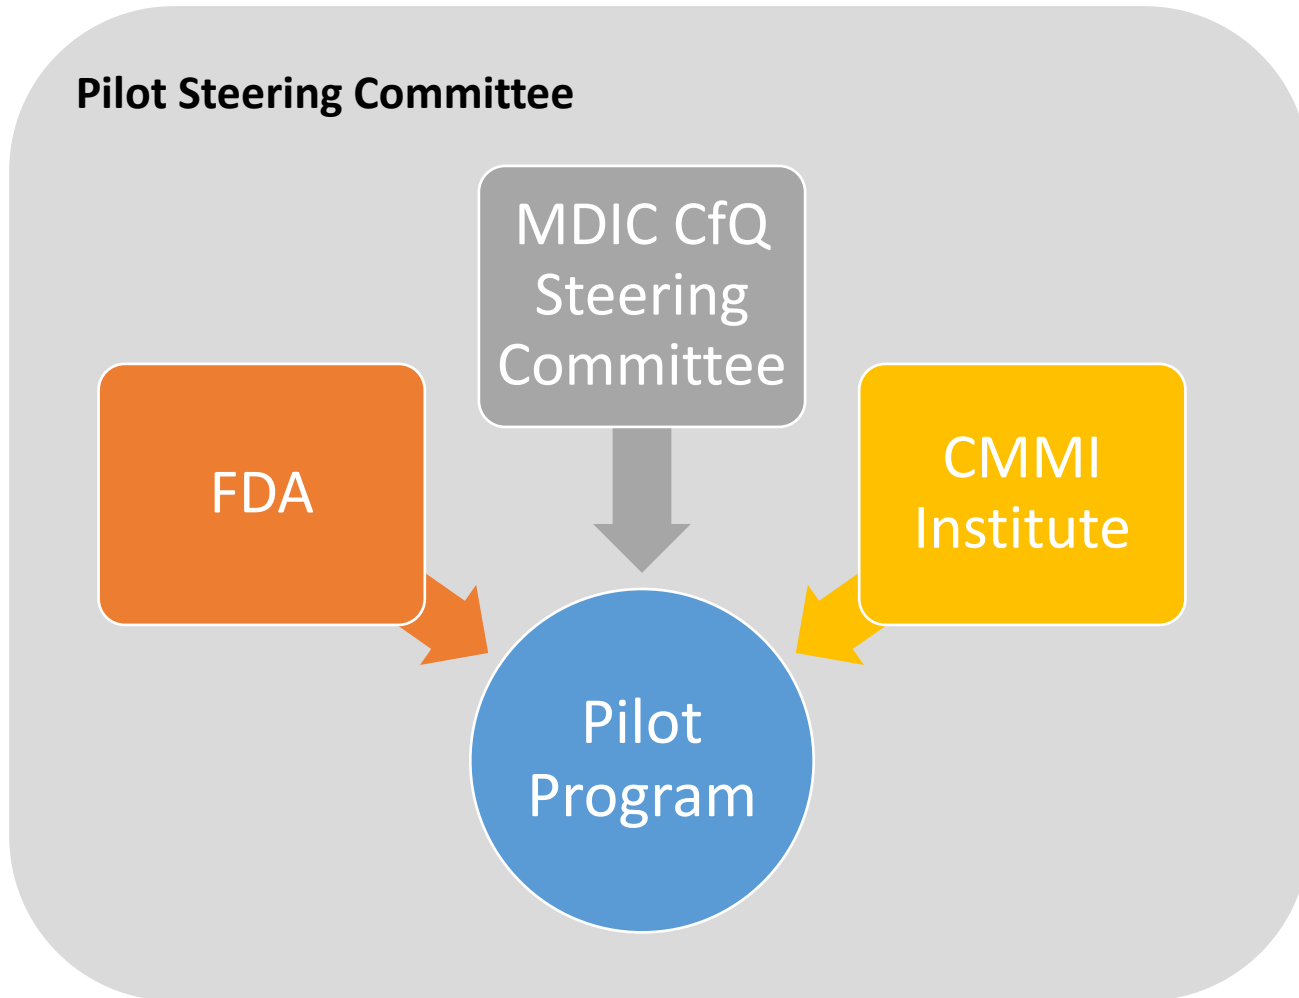 Pilot Steering Committee
MDIC CfQ
Steering
Committee
FDA
CMMI
Institute
Pilot
Program